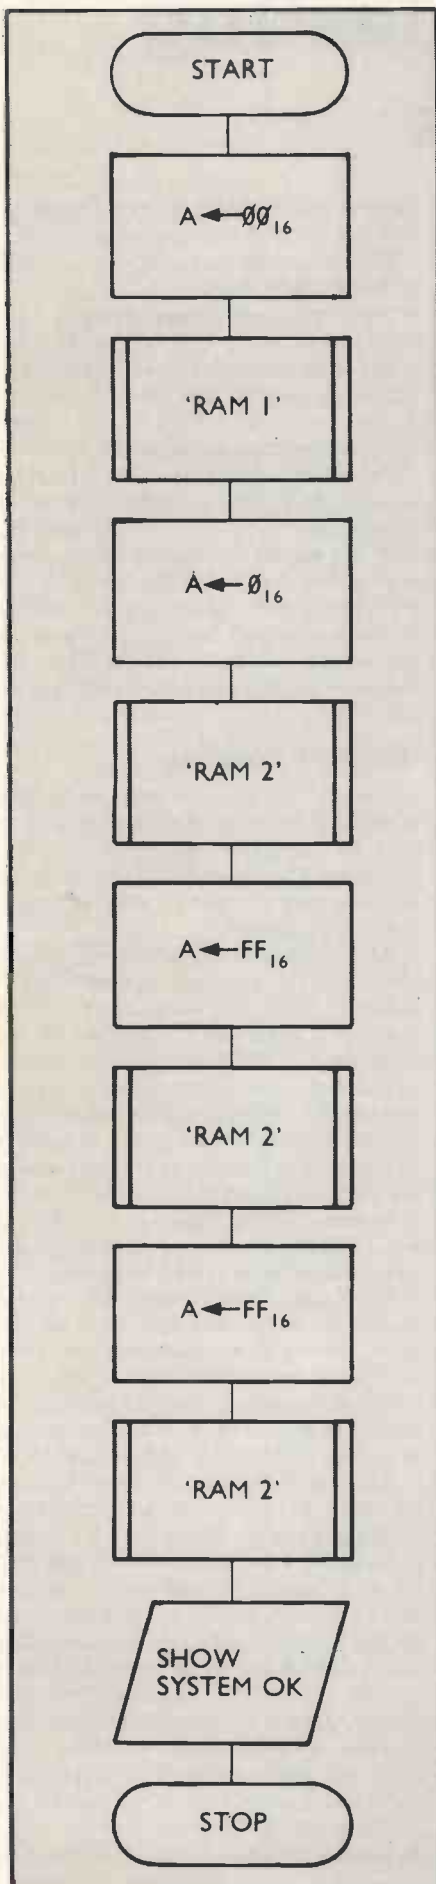 START
A ← ØØ₁₆
'RAM 1'
A ← Ø₁₆
'RAM 2'
A ← FF₁₆
'RAM 2'
A ← FF₁₆
'RAM 2'
SHOW
SYSTEM OK
STOP